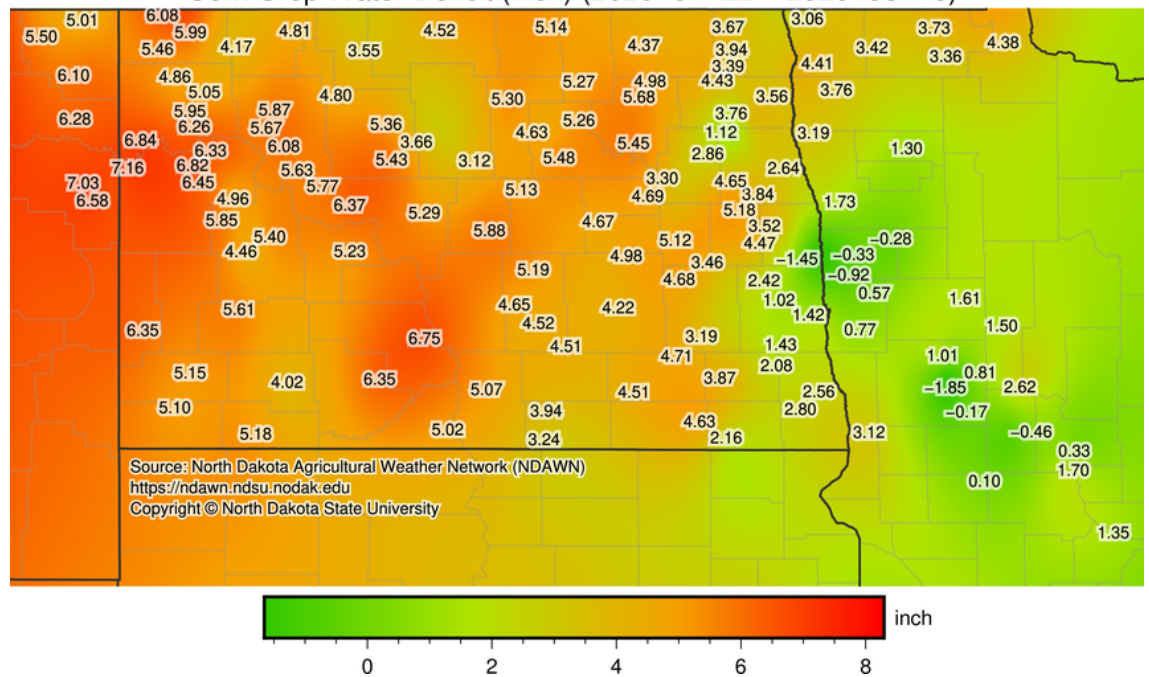 Crop Water Deficit (inch)
5.01 6.08 3.06
5.50 5.99 4.81 4.52 5.14 3.67 3.73
5.46 4.17 3.55 4.37 3.94 3.42 4.38
3.39 4.41 3.36
6.10 4.86 5.27 4.98 4.43
5.05 4.80 5.30 5.68 3.56 3.76
6.28 5.95 5.87 5.26 3.76
6.26 5.67 5.36 4.63 1.12 3.19
6.84 6.33 6.08 3.66 5.45 1.30
7.16 6.82 5.63 5.43 3.12 5.48 2.86 2.64
7.03 6.45 5.77 5.13 3.30 4.65
6.58 4.96 6.37 4.69 3.84 1.73
5.85 5.29 4.67 5.18
5.40 5.88 5.12 3.52 −0.28
4.46 5.23 4.98 3.46 4.47 −1.45 −0.33
5.19 4.68 2.42 −0.92
5.61 4.65 4.22 1.02 0.57 1.61
6.35 4.52 1.42 0.77 1.50
6.75 4.51 3.19 1.43
4.71 2.08 1.01
5.15 4.02 6.35 5.07 4.51 3.87 2.56 −1.85 0.81 2.62
5.10 3.94 2.80 −0.17
5.18 5.02 3.24 4.63 2.16 3.12 −0.46
0.33
1.70
0.10
1.35
Source: North Dakota Agricultural Weather Network (NDAWN)
https://ndawn.ndsu.nodak.edu
Copyright © North Dakota State University
inch
0 2 4 6 8